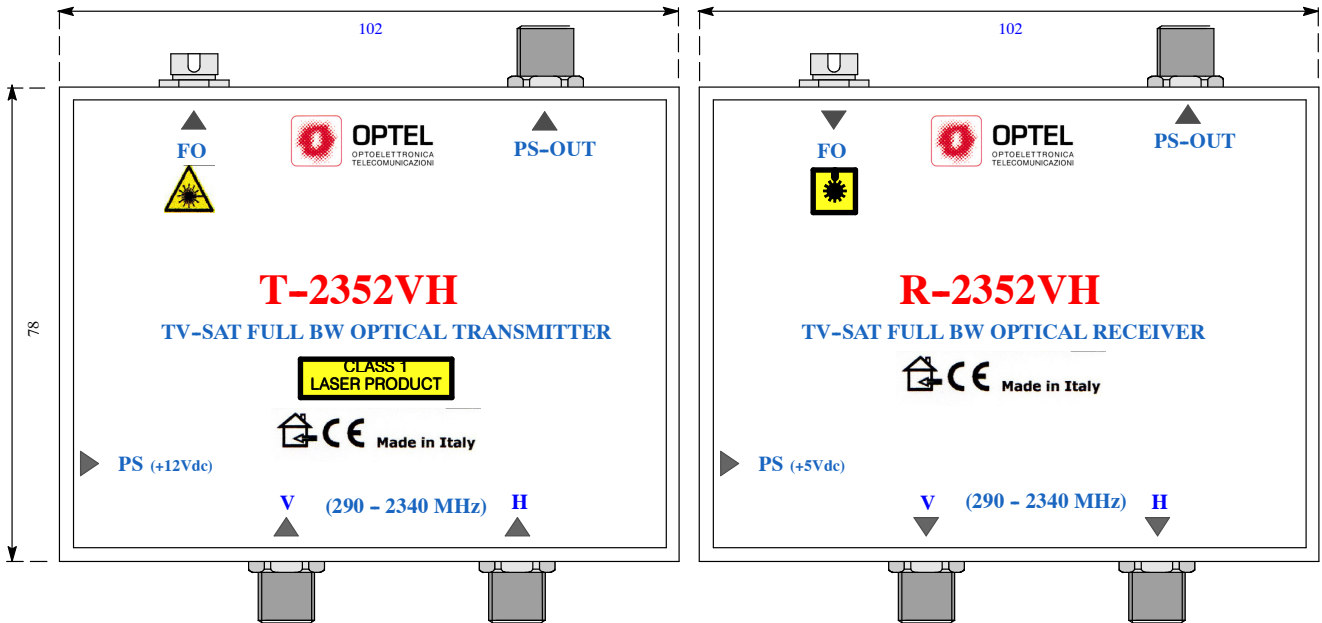 102
78
FO
OPTEL
OPTOELETTRONICA
TELECOMUNICAZIONI
PS-OUT
T-2352VH
TV-SAT FULL BW OPTICAL TRANSMITTER
CLASS 1
LASER PRODUCT
CE Made in Italy
PS (+12Vdc)
V (290 - 2340 MHz) H
102
FO
OPTEL
OPTOELETTRONICA
TELECOMUNICAZIONI
PS-OUT
R-2352VH
TV-SAT FULL BW OPTICAL RECEIVER
CE Made in Italy
PS (+5Vdc)
V (290 - 2340 MHz) H